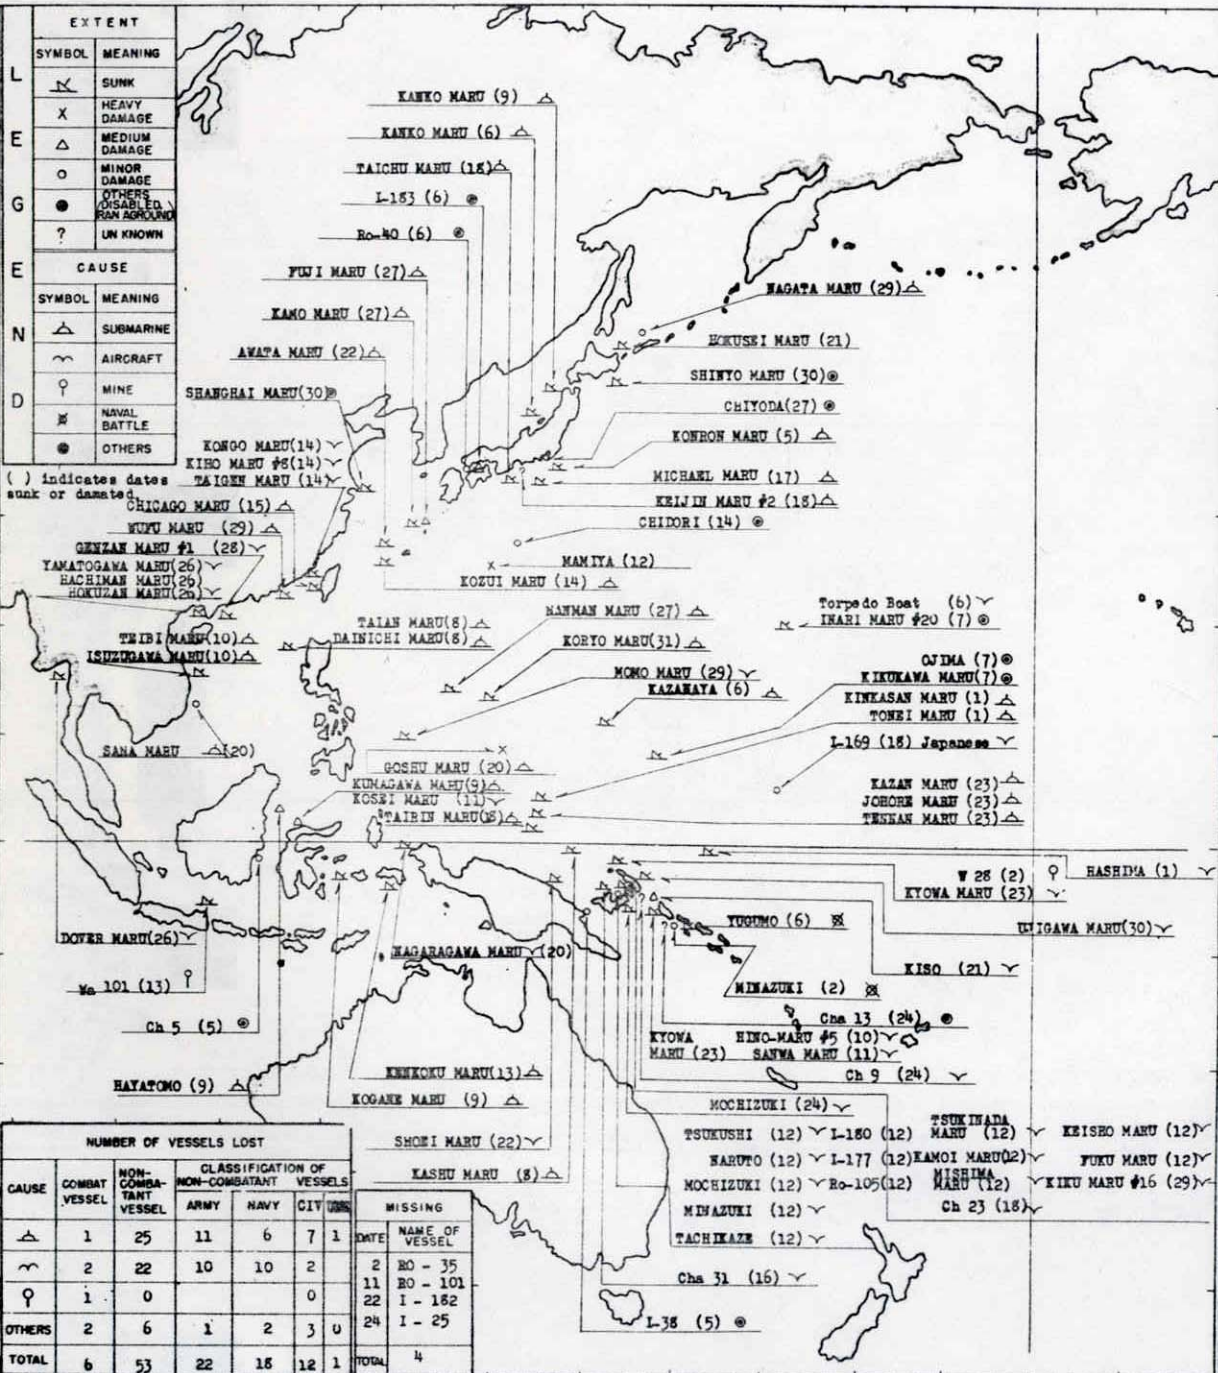 LEGEND
EXTENT
SYMBOL MEANING
SUNK
X HEAVY DAMAGE
MEDIUM DAMAGE
MINOR DAMAGE
OTHERS (DISABLED, RAN AGROUND)
? UN KNOWN
CAUSE
SYMBOL MEANING
SUBMARINE
AIRCRAFT
MINE
NAVAL BATTLE
OTHERS
( ) indicates dates
sunk or damated.
KANKO MARU (9)
KANKO MARU (6)
TAICHU MARU (18)
I-183 (6)
Ro-40 (6)
FUJI MARU (27)
KAMO MARU (27)
AWATA MARU (22)
SHANGHAI MARU(30)
KONGO MARU(14)
KIHO MARU #8(14)
TAIGEN MARU (14)
CHICAGO MARU (15)
WUFU MARU (29)
GENZAN MARU #1 (28)
YAMATOGAWA MARU(26)
HACHIMAN MARU(26)
HOKUZAN MARU(26)
TEIBI MARU(10)
ISUZUGAWA MARU(10)
SANA MARU (20)
NAGATA MARU (29)
HOKUSEI MARU (21)
SHINYO MARU (30)
CHIYODA(27)
KONRON MARU (5)
MICHAEL MARU (17)
KEIJIN MARU #2 (18)
CHIDORI (14)
MAMIYA (12)
KOZUI MARU (14)
TAIAN MARU(8)
DAINICHI MARU(8)
NANMAN MARU (27)
KORYO MARU(31)
MOMO MARU (29)
KAZAHAYA (6)
Torpedo Boat (6)
INARI MARU #20 (7)
OJIMA (7)
KIKUKAWA MARU(7)
KINKASAN MARU (1)
TONEI MARU (1)
I-169 (18) Japanese
KAZAN MARU (23)
JOHORE MARU (23)
TENNAN MARU (23)
GOSHU MARU (20)
KUMAGAWA MARU(9)
KOSEI MARU (11)
TAIRIN MARU(18)
W 28 (2)
HASHIMA (1)
KYOWA MARU (23)
UJIGAWA MARU(30)
YUGUMO (6)
KISO (21)
MINAZUKI (2)
Cha 13 (24)
KYOWA MARU (23)
HINO-MARU #5 (10)
SANWA MARU (11)
Ch 9 (24)
DOVER MARU(26)
Wa 101 (13)
Ch 5 (5)
HAYATOMO (9)
NAGARAGAWA MARU (20)
KENKOKU MARU(13)
KOGANE MARU (9)
SHOEI MARU (22)
KASHU MARU (8)
MOCHIZUKI (24)
TSUKUSHI (12) I-180 (12) TSUKINADA MARU (12) KEISHO MARU (12)
NARUTO (12) I-177 (12) KAMOI MARU(12) FUKU MARU (12)
MOCHIZUKI (12) Ro-105(12) MISHIMA MARU (12) KIKU MARU #16 (29)
MINAZUKI (12) Ch 23 (18)
TACHIKAZE (12)
Cha 31 (16)
I-38 (5)
NUMBER OF VESSELS LOST
CAUSE COMBAT VESSEL NON-COMBATANT VESSEL CLASSIFICATION OF NON-COMBATANT VESSELS
ARMY NAVY CIV
1 25 11 6 7 1
2 22 10 10 2
1 0 0
OTHERS 2 6 1 2 3 0
TOTAL 6 53 22 18 12 1
MISSING
DATE NAME OF VESSEL
2 RO - 35
11 RO - 101
22 I - 182
24 I - 25
TOTAL 4